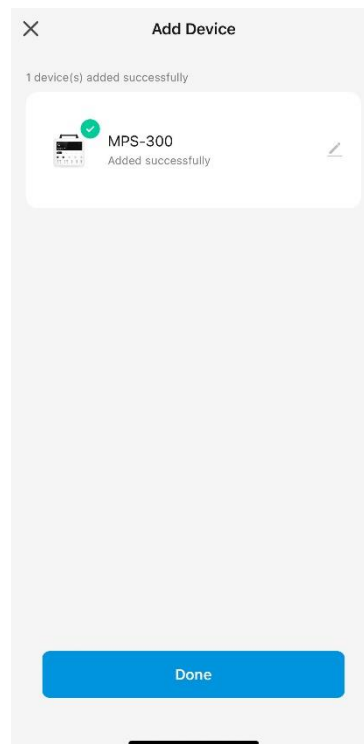 Add Device
1 device(s) added successfully
MPS-300
Added successfully
Done